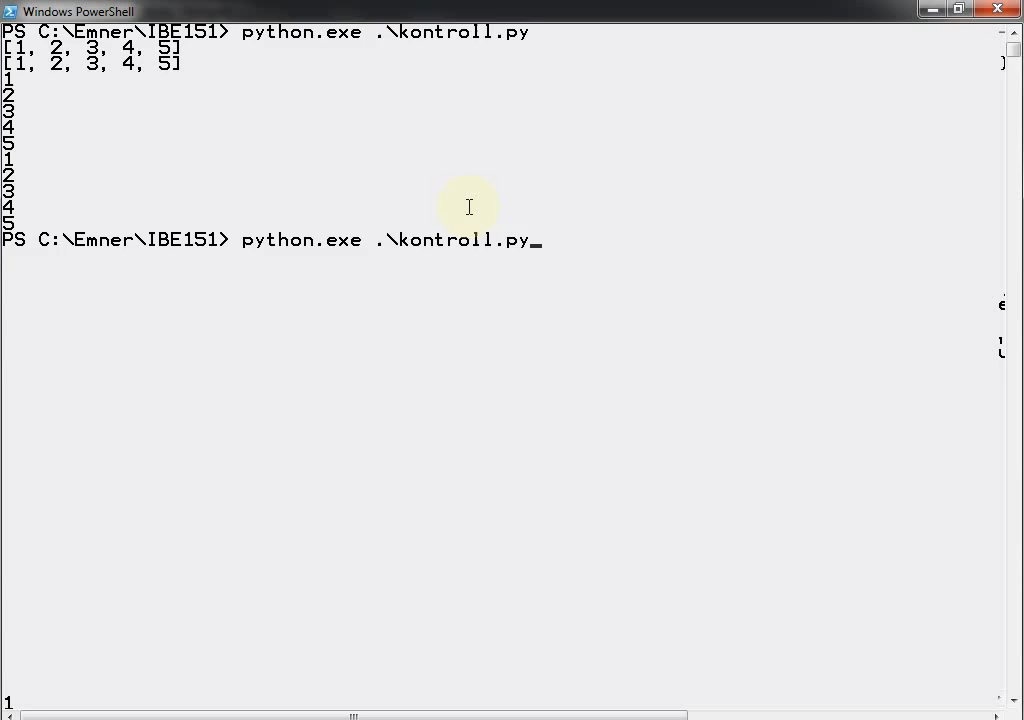 Windows PowerShell
PS C:\Emner\IBE151> python.exe .\kontroll.py
[1, 2, 3, 4, 5]
[1, 2, 3, 4, 5]
1
2
3
4
5
1
2
3
4
5
PS C:\Emner\IBE151> python.exe .\kontroll.py_
1